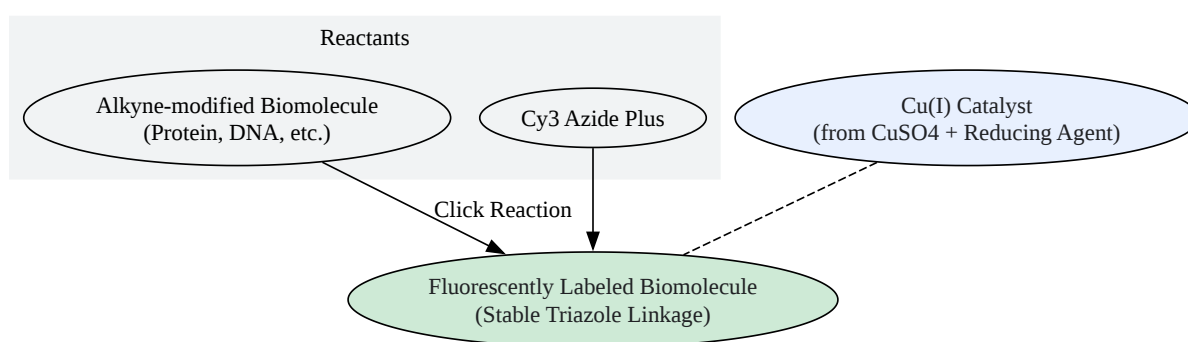 Reactants
Alkyne-modified Biomolecule
(Protein, DNA, etc.)
Cy3 Azide Plus
Cu(I) Catalyst
(from CuSO4 + Reducing Agent)
Click Reaction
Fluorescently Labeled Biomolecule
(Stable Triazole Linkage)